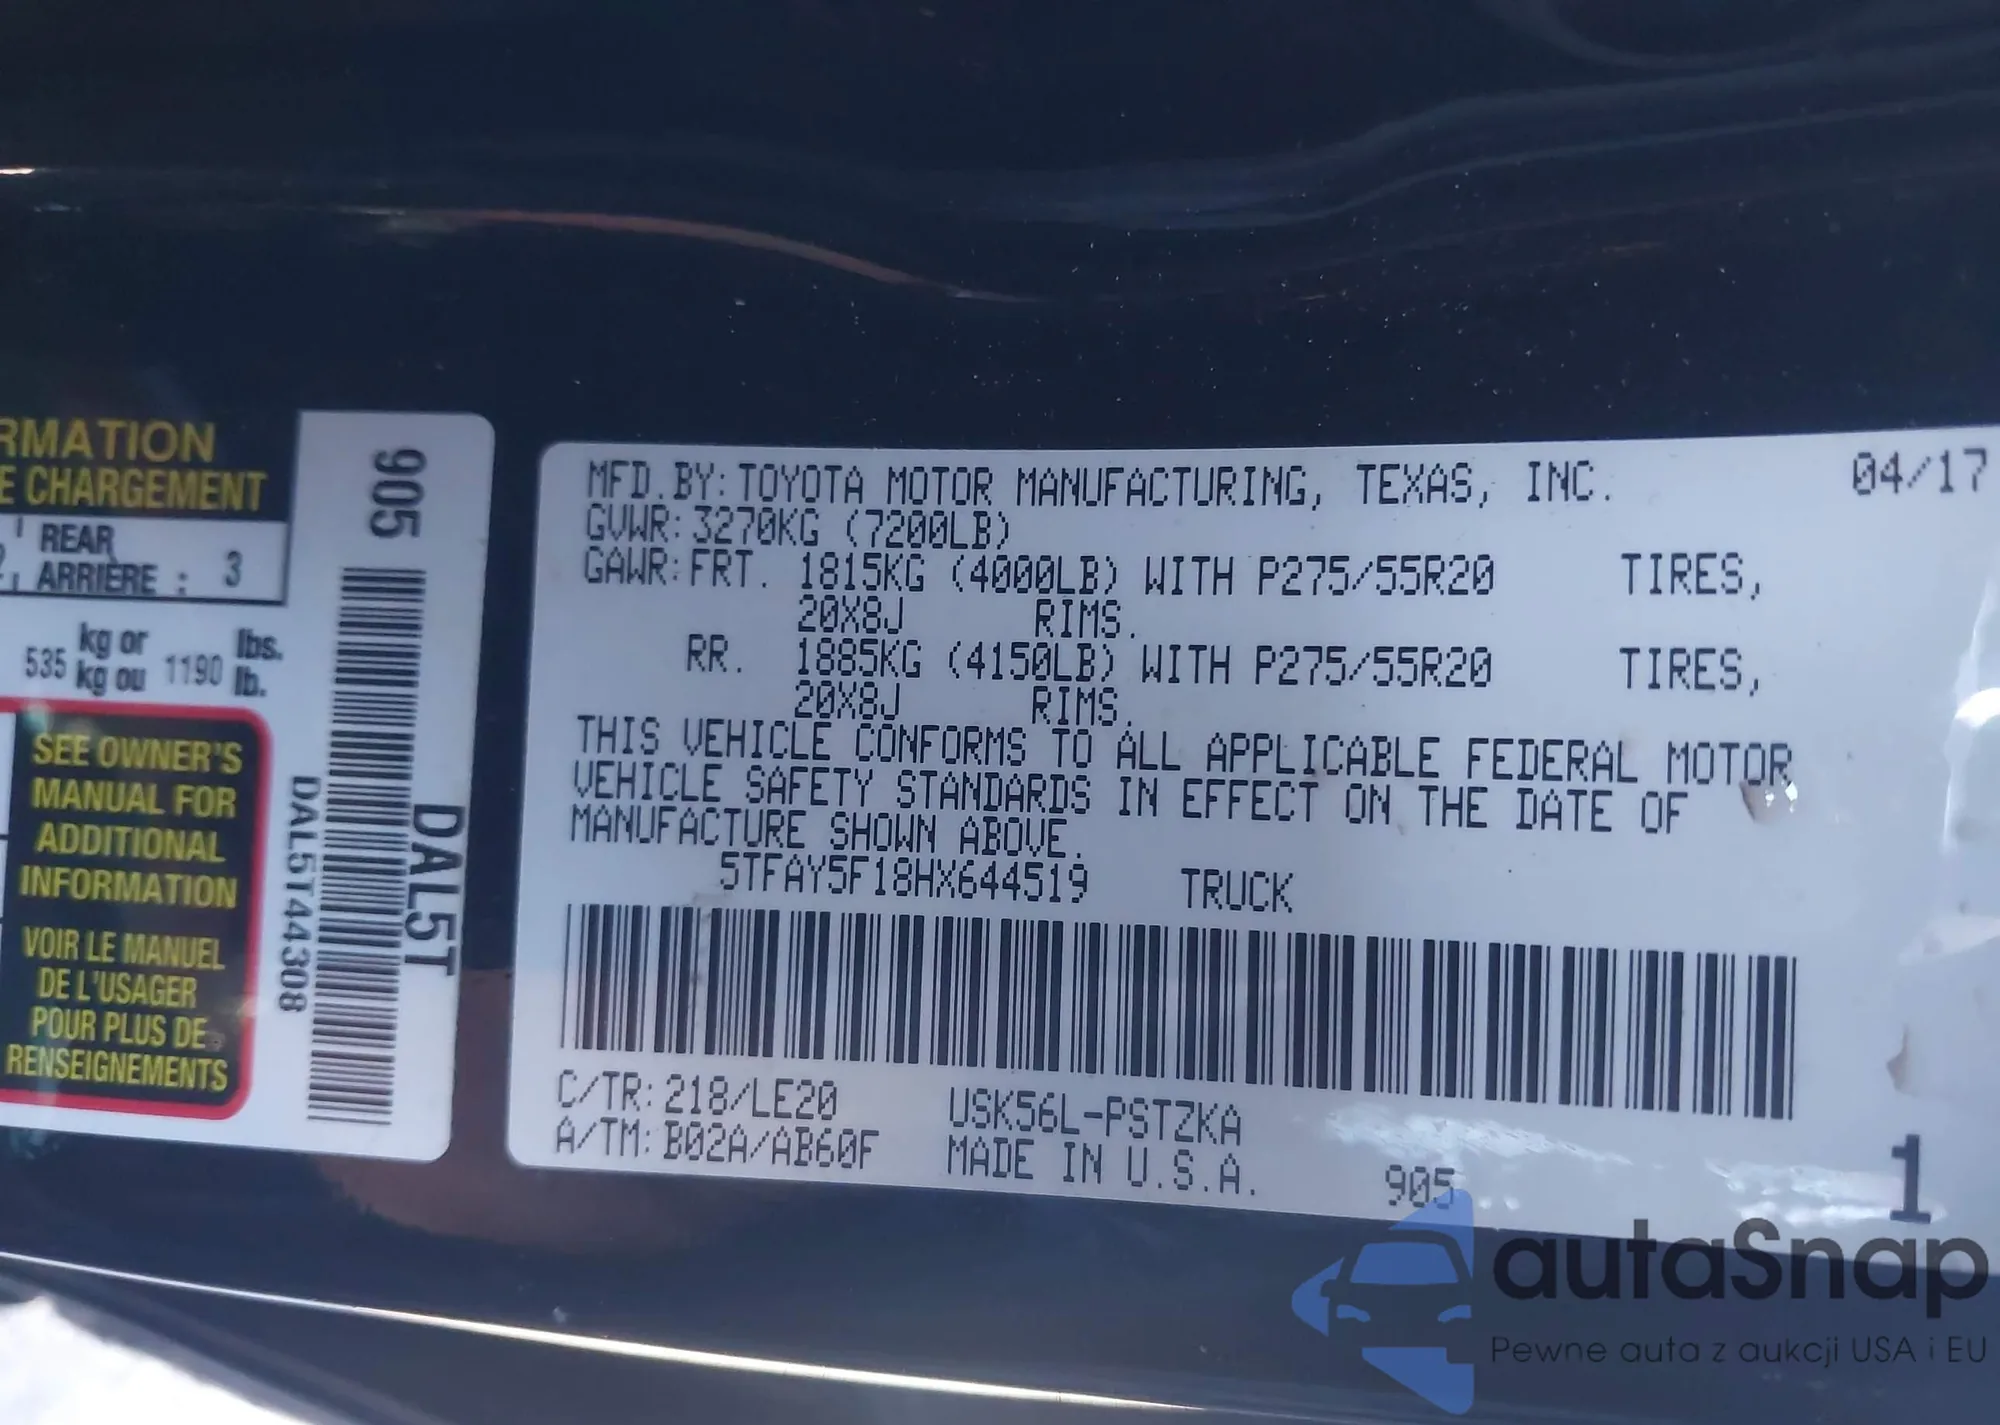 RMATION
E CHARGEMENT
REAR
ARRIÈRE : 3
kg or lbs.
535 kg ou 1190 lb.
SEE OWNER'S
MANUAL FOR
ADDITIONAL
INFORMATION
VOIR LE MANUEL
DE L'USAGER
POUR PLUS DE
RENSEIGNEMENTS
905
DAL5T
DAL5T44308
MFD.BY:TOYOTA MOTOR MANUFACTURING, TEXAS, INC. 04/17
GVWR:3270KG (7200LB)
GAWR:FRT. 1815KG (4000LB) WITH P275/55R20 TIRES,
20X8J RIMS.
RR. 1885KG (4150LB) WITH P275/55R20 TIRES,
20X8J RIMS.
THIS VEHICLE CONFORMS TO ALL APPLICABLE FEDERAL MOTOR
VEHICLE SAFETY STANDARDS IN EFFECT ON THE DATE OF
MANUFACTURE SHOWN ABOVE.
5TFAY5F18HX644519 TRUCK
C/TR:218/LE20 USK56L-PSTZKA
A/TM:B02A/AB60F MADE IN U.S.A. 905
1
autaSnap
Pewne auta z aukcji USA i EU